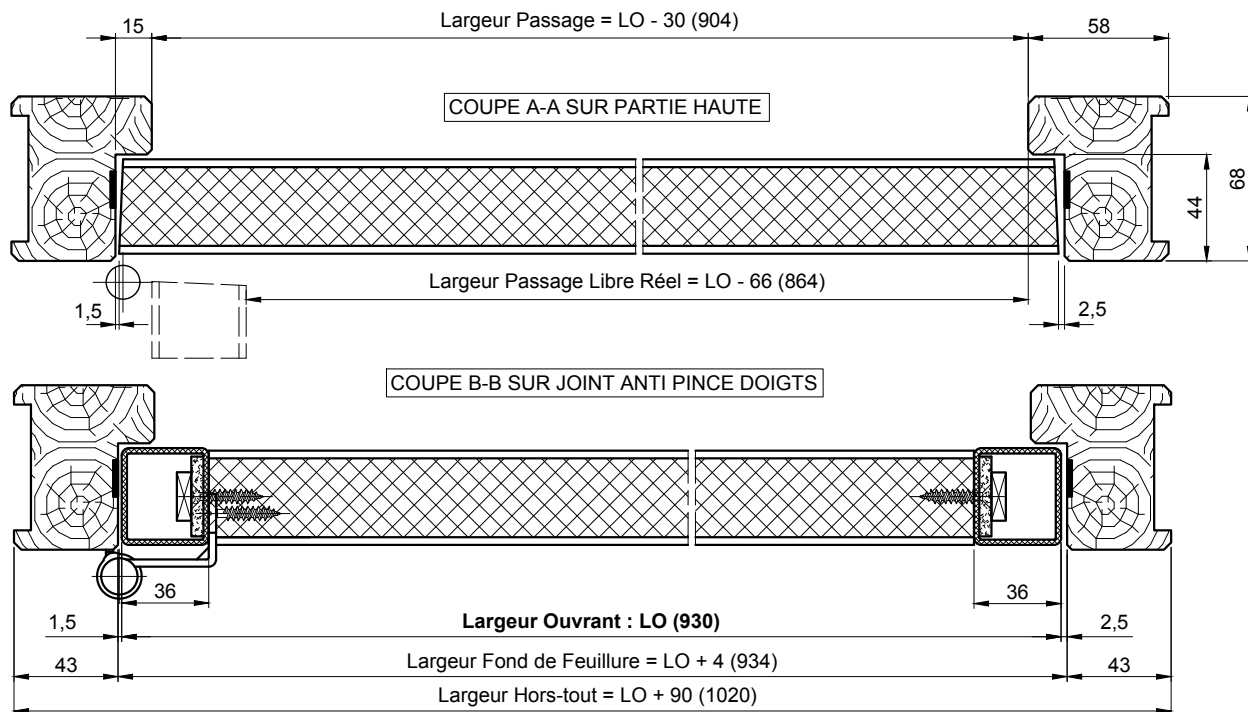 Largeur Passage = LO - 30 (904)
15
58
COUPE A-A SUR PARTIE HAUTE
44
68
Largeur Passage Libre Réel = LO - 66 (864)
1,5
2,5
COUPE B-B SUR JOINT ANTI PINCE DOIGTS
36
36
1,5
Largeur Ouvrant : LO (930)
2,5
43
Largeur Fond de Feuillure = LO + 4 (934)
43
Largeur Hors-tout = LO + 90 (1020)